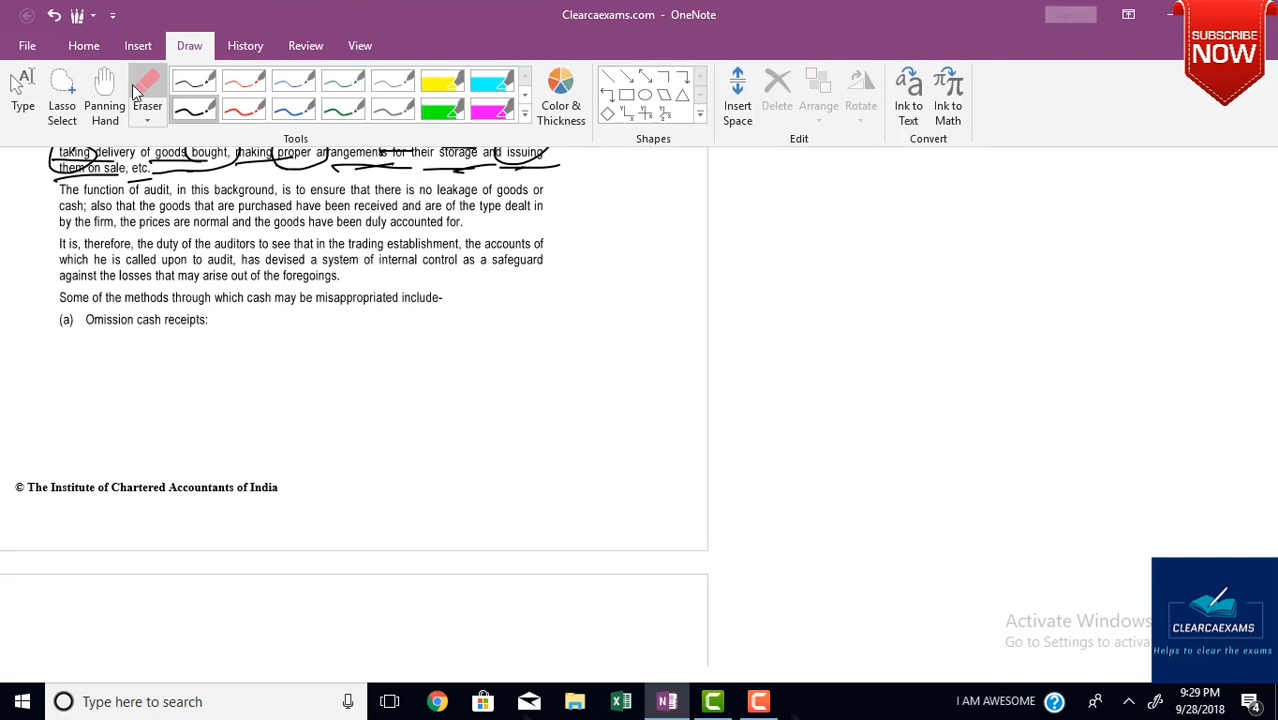 Clearcaexams.com - OneNote
SUBSCRIBE
NOW
File Home Insert Draw History Review View
Type
Lasso
Select
Panning
Hand
Eraser
Color &
Thickness
Insert
Space
Delete
Arrange
Rotate
Ink to
Text
Ink to
Math
Tools Shapes Edit Convert
taking delivery of goods bought, making proper arrangements for their storage and issuing
them on sale, etc.
The function of audit, in this background, is to ensure that there is no leakage of goods or
cash; also that the goods that are purchased have been received and are of the type dealt in
by the firm, the prices are normal and the goods have been duly accounted for.
It is, therefore, the duty of the auditors to see that in the trading establishment, the accounts of
which he is called upon to audit, has devised a system of internal control as a safeguard
against the losses that may arise out of the foregoings.
Some of the methods through which cash may be misappropriated include-
(a) Omission cash receipts:
© The Institute of Chartered Accountants of India
Activate Windows
Go to Settings to activa
CLEARCAEXAMS
Helps to clear the exams
Type here to search
I AM AWESOME
9:29 PM
9/28/2018
4